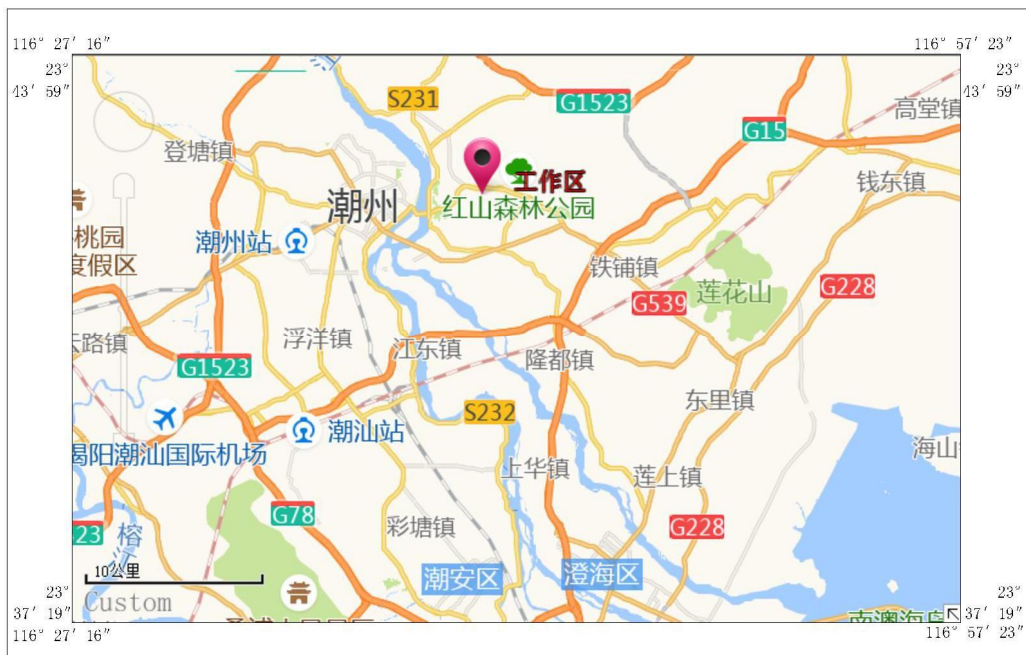 116° 27′ 16″
116° 57′ 23″
23°
43′ 59″
23°
43′ 59″
S231
G1523
高堂镇
G15
登塘镇
工作区
钱东镇
潮州
红山森林公园
桃园
度假区
潮州站
铁铺镇
莲花山
G228
G539
云路镇
浮洋镇
江东镇
隆都镇
G1523
东里镇
S232
潮汕站
揭阳潮汕国际机场
海山
上华镇
莲上镇
G78
彩塘镇
G228
23
榕江
10公里
潮安区
澄海区
Custom
23°
37′ 19″
23°
37′ 19″
116° 27′ 16″
116° 57′ 23″